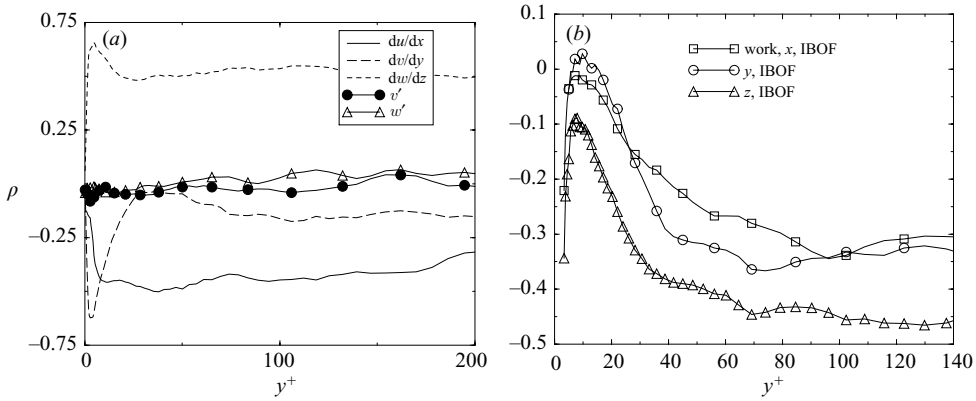 0.75
0.25
ρ
–0.25
–0.75
0
100
200
y+
(a)
du/dx
dv/dy
dw/dz
v′
w′
0.1
0
–0.1
–0.2
–0.3
–0.4
–0.5
0
20
40
60
80
100
120
140
y+
(b)
work, x, IBOF
y, IBOF
z, IBOF